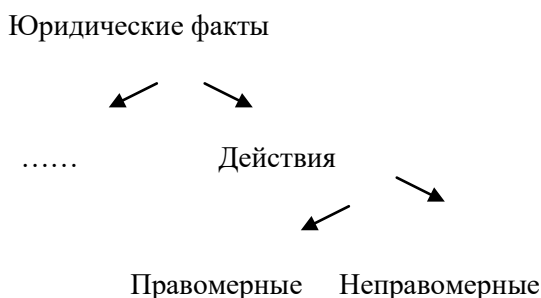 Юридические факты
…… Действия
Правомерные Неправомерные